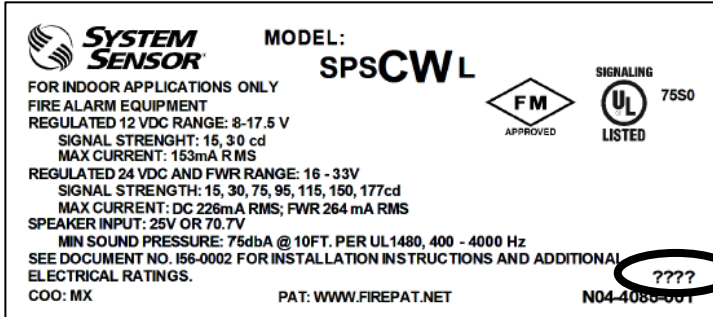 SYSTEM SENSOR
MODEL:
SPSCWL
FOR INDOOR APPLICATIONS ONLY
FIRE ALARM EQUIPMENT
REGULATED 12 VDC RANGE: 8-17.5 V
SIGNAL STRENGHT: 15, 30 cd
MAX CURRENT: 153mA RMS
FM
APPROVED
SIGNALING
UL
LISTED
75S0
REGULATED 24 VDC AND FWR RANGE: 16 - 33V
SIGNAL STRENGTH: 15, 30, 75, 95, 115, 150, 177cd
MAX CURRENT: DC 226mA RMS; FWR 264 mA RMS
SPEAKER INPUT: 25V OR 70.7V
MIN SOUND PRESSURE: 75dbA @ 10FT. PER UL1480, 400 - 4000 Hz
SEE DOCUMENT NO. I56-0002 FOR INSTALLATION INSTRUCTIONS AND ADDITIONAL
ELECTRICAL RATINGS.
????
COO: MX PAT: WWW.FIREPAT.NET N04-4085-001